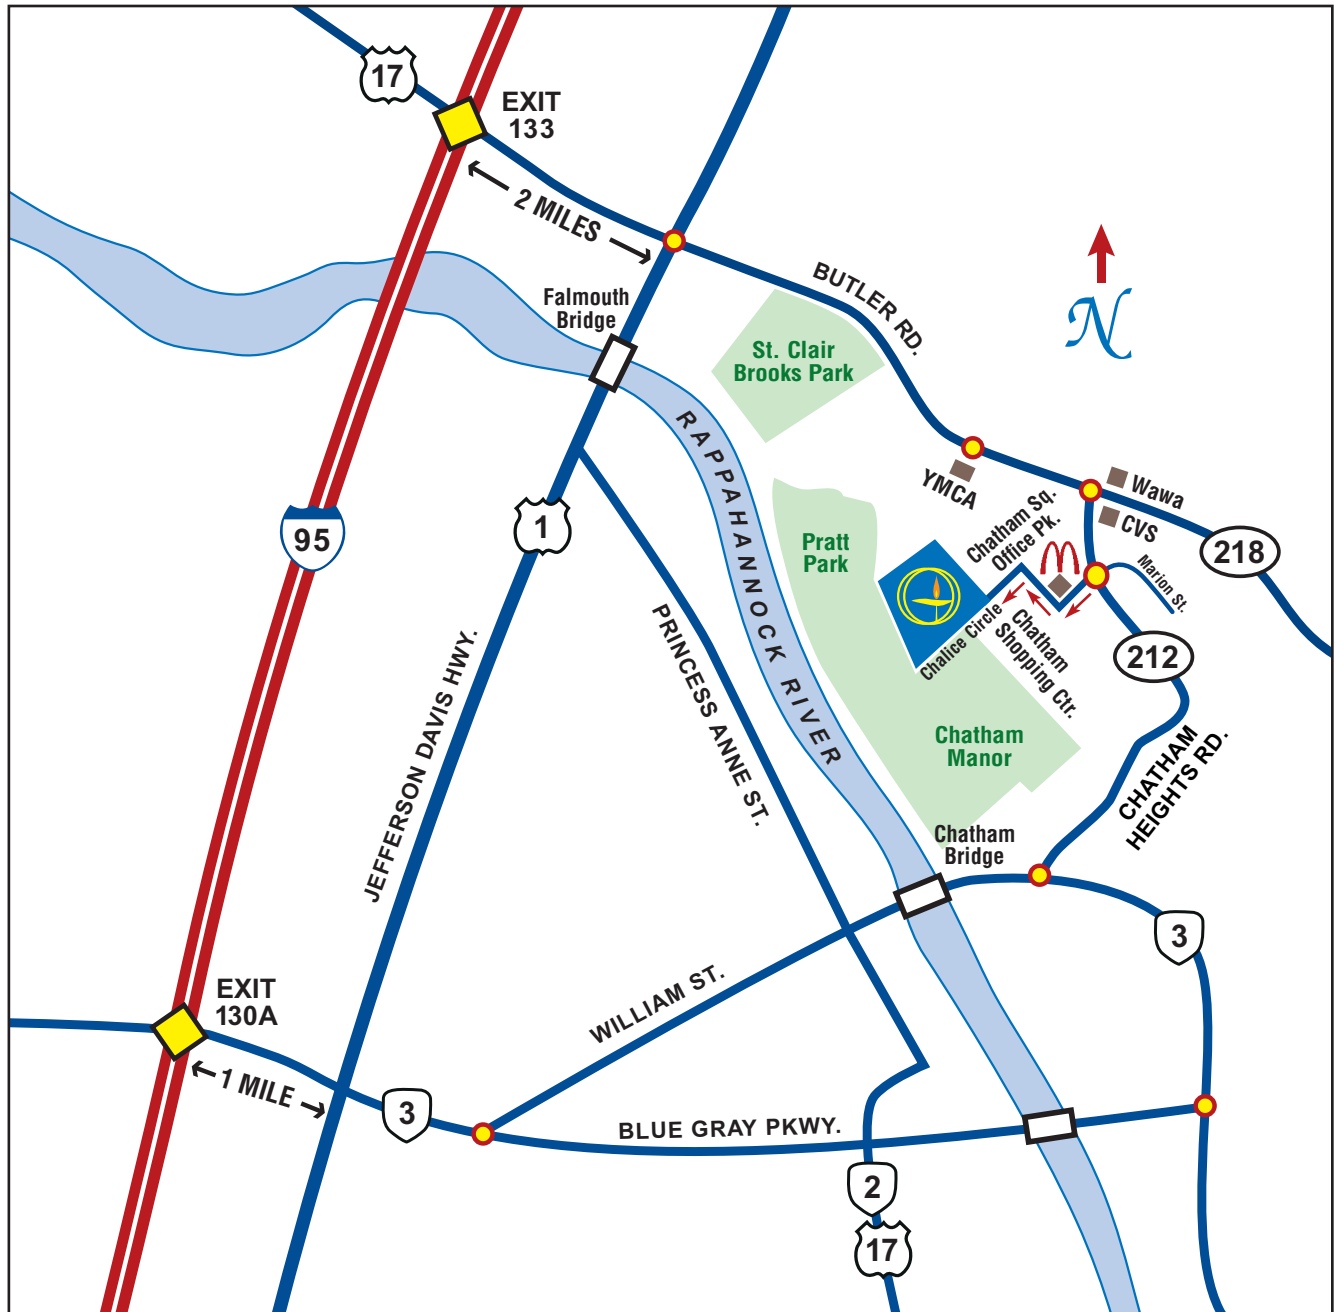 17
EXIT
133
2 MILES
BUTLER RD.
N
Falmouth
Bridge
St. Clair
Brooks Park
RAPPAHANNOCK RIVER
YMCA
Wawa
CVS
218
Chatham Sq.
Office Pk.
Marion St.
95
1
Pratt
Park
Chalice Circle
Chatham
Shopping Ctr.
212
PRINCESS ANNE ST.
JEFFERSON DAVIS HWY.
Chatham
Manor
CHATHAM
HEIGHTS RD.
Chatham
Bridge
3
WILLIAM ST.
EXIT
130A
1 MILE
3
BLUE GRAY PKWY.
2
17